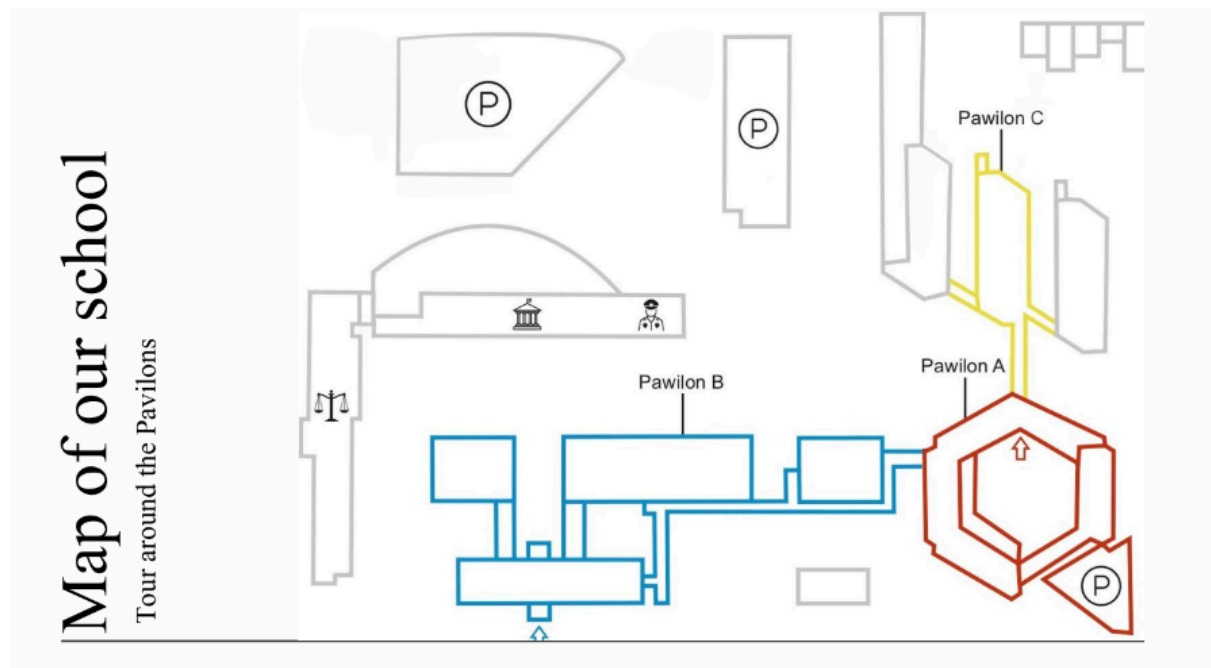 Map of our school
Tour around the Pavilons
P
P
Pawilon C
Pawilon B
Pawilon A
P